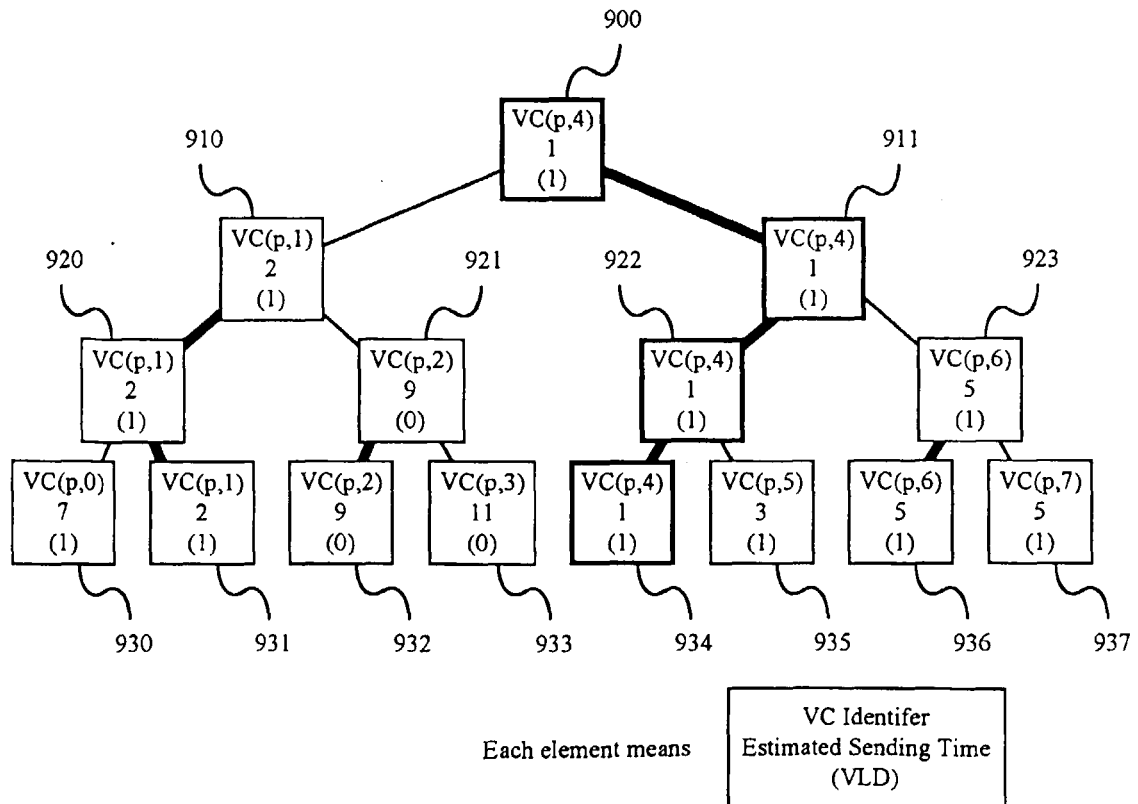 900
VC(p,4)
1
(1)
910
911
VC(p,1)
2
(1)
VC(p,4)
1
(1)
920
921
922
923
VC(p,1)
2
(1)
VC(p,2)
9
(0)
VC(p,4)
1
(1)
VC(p,6)
5
(1)
VC(p,0)
7
(1)
VC(p,1)
2
(1)
VC(p,2)
9
(0)
VC(p,3)
11
(0)
VC(p,4)
1
(1)
VC(p,5)
3
(1)
VC(p,6)
5
(1)
VC(p,7)
5
(1)
930
931
932
933
934
935
936
937
Each element means
VC Identifer
Estimated Sending Time
(VLD)